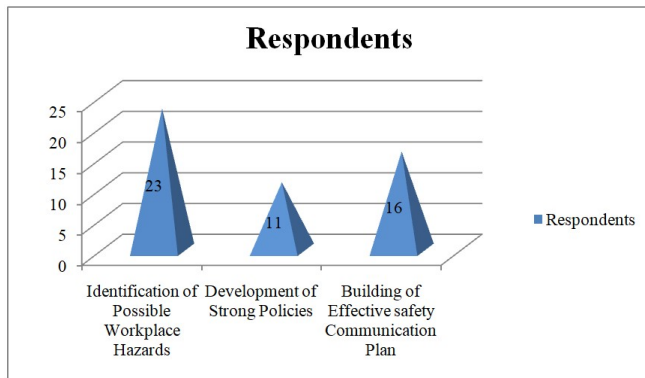 Respondents
25
20
15
10
5
0
23
11
16
Respondents
Identification of
Possible
Workplace
Hazards
Development of
Strong Policies
Building of
Effective safety
Communication
Plan